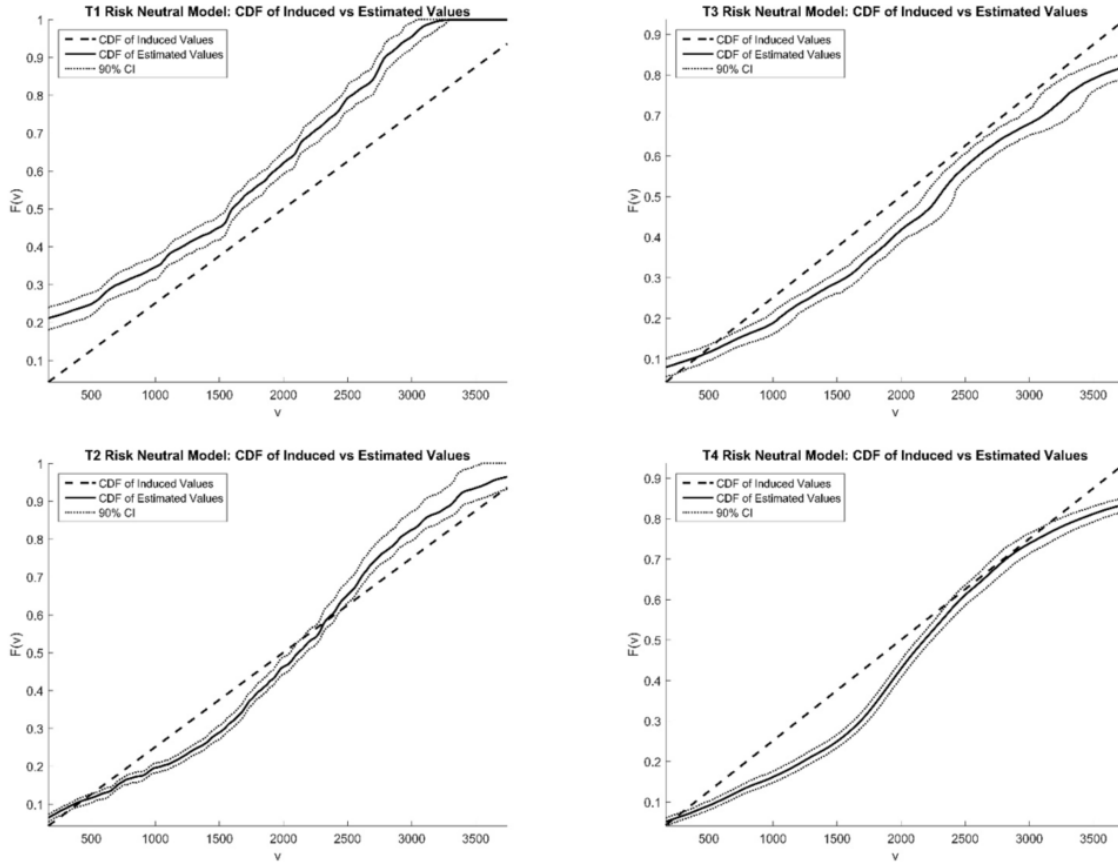 T1 Risk Neutral Model: CDF of Induced vs Estimated Values
1
CDF of Induced Values
CDF of Estimated Values
90% CI
0.9
0.8
0.7
0.6
F(v)
0.5
0.4
0.3
0.2
0.1
500 1000 1500 2000 2500 3000 3500
v
T3 Risk Neutral Model: CDF of Induced vs Estimated Values
CDF of Induced Values
CDF of Estimated Values
90% CI
0.9
0.8
0.7
0.6
F(v)
0.5
0.4
0.3
0.2
0.1
500 1000 1500 2000 2500 3000 3500
v
T2 Risk Neutral Model: CDF of Induced vs Estimated Values
1
CDF of Induced Values
CDF of Estimated Values
90% CI
0.9
0.8
0.7
0.6
F(v)
0.5
0.4
0.3
0.2
0.1
500 1000 1500 2000 2500 3000 3500
v
T4 Risk Neutral Model: CDF of Induced vs Estimated Values
CDF of Induced Values
CDF of Estimated Values
90% CI
0.9
0.8
0.7
0.6
F(v)
0.5
0.4
0.3
0.2
0.1
500 1000 1500 2000 2500 3000 3500
v